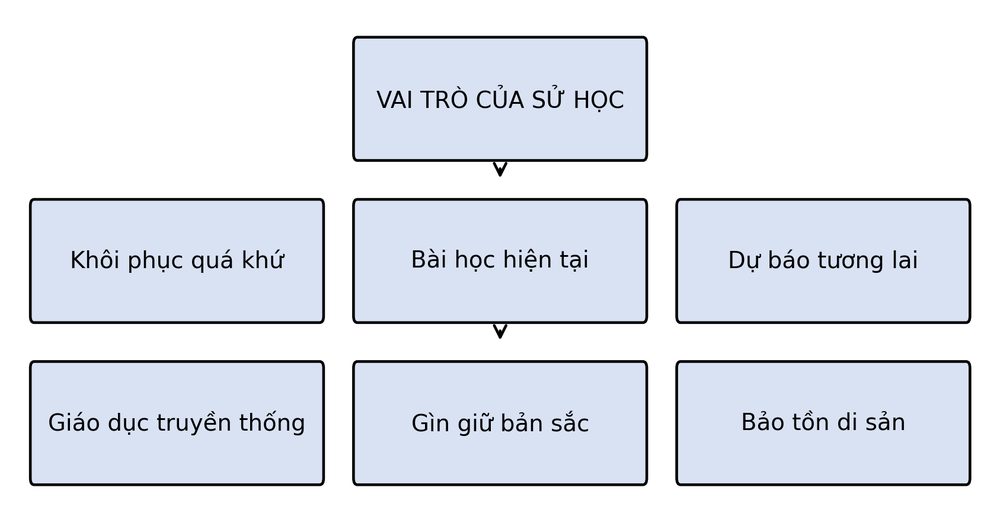 VAI TRÒ CỦA SỬ HỌC
Khôi phục quá khứ
Bài học hiện tại
Dự báo tương lai
Giáo dục truyền thống
Gìn giữ bản sắc
Bảo tồn di sản